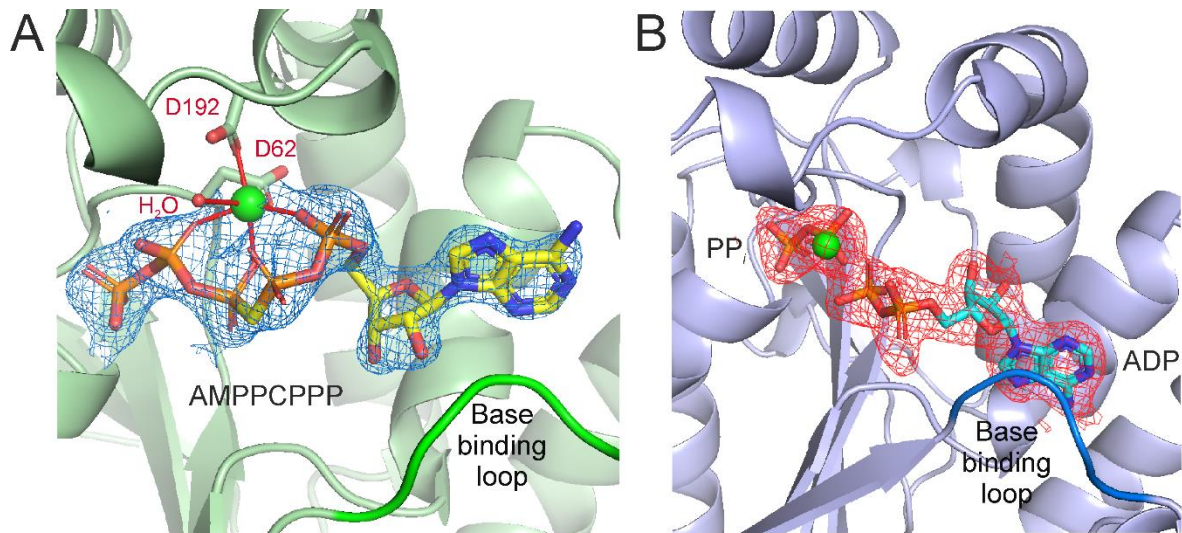 A
D192
D62
H₂O
AMPPCPPP
Base
binding
loop
B
PPi
ADP
Base
binding
loop